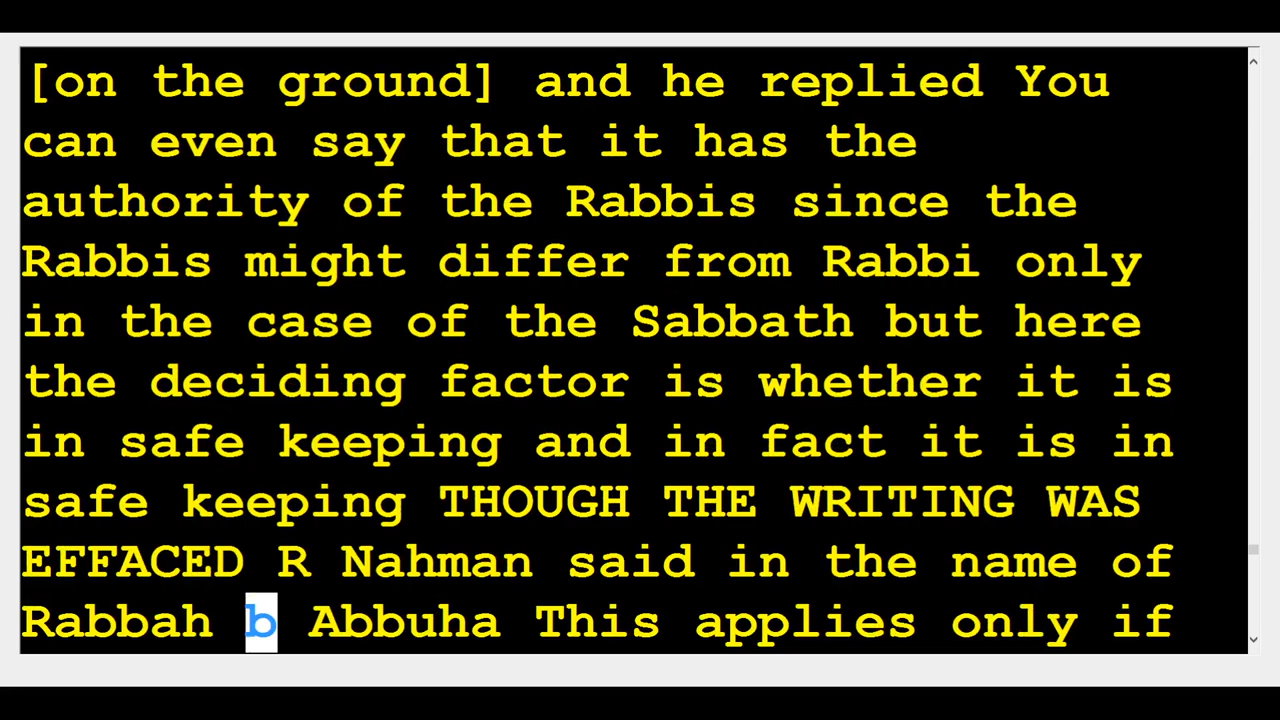 [on the ground] and he replied You
can even say that it has the
authority of the Rabbis since the
Rabbis might differ from Rabbi only
in the case of the Sabbath but here
the deciding factor is whether it is
in safe keeping and in fact it is in
safe keeping THOUGH THE WRITING WAS
EFFACED R Nahman said in the name of
Rabbah b Abbuha This applies only if